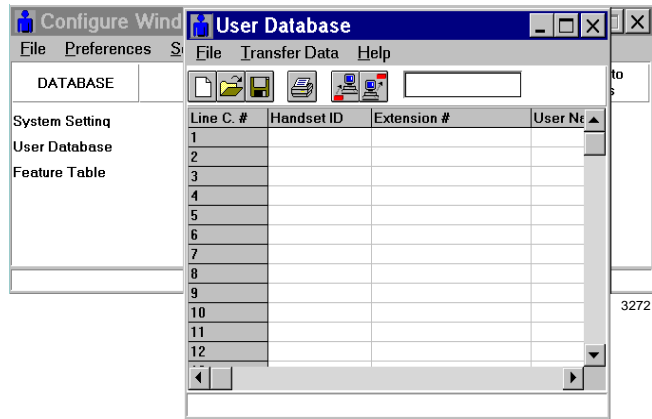 Configure Wind
File Preferences
DATABASE
to
System Setting
User Database
Feature Table
User Database
File Transfer Data Help
Line C. # Handset ID Extension # User Na
1
2
3
4
5
6
7
8
9
10
11
12
3272